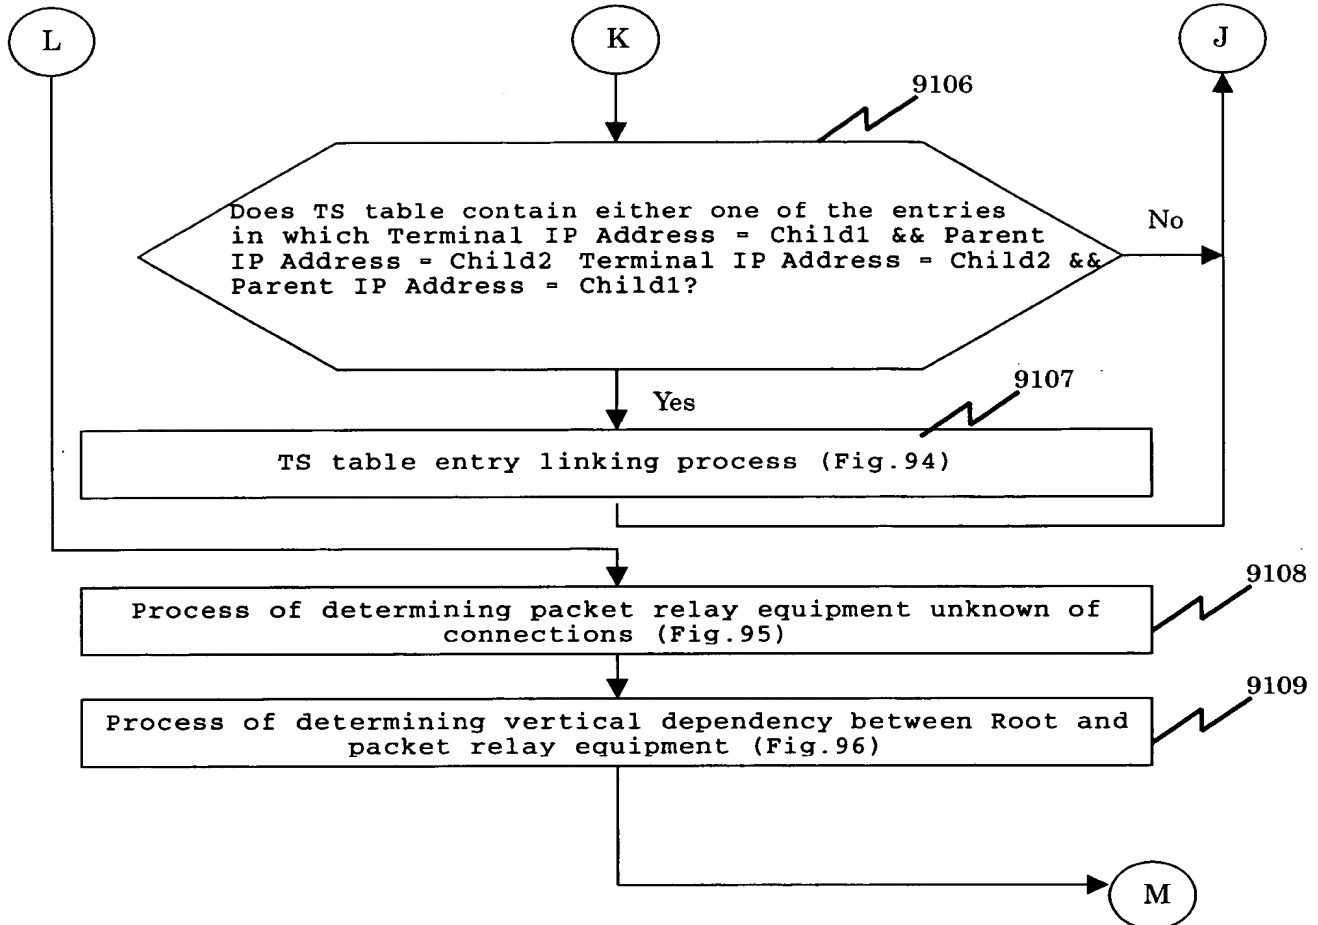 L
K
J
9106
Does TS table contain either one of the entries
in which Terminal IP Address = Child1 && Parent
IP Address = Child2 Terminal IP Address = Child2 &&
Parent IP Address = Child1?
No
Yes
9107
TS table entry linking process (Fig.94)
9108
Process of determining packet relay equipment unknown of
connections (Fig.95)
9109
Process of determining vertical dependency between Root and
packet relay equipment (Fig.96)
M